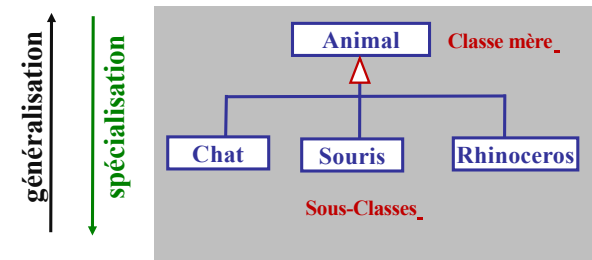 généralisation
spécialisation
Animal
Classe mère
Chat
Souris
Rhinoceros
Sous-Classes